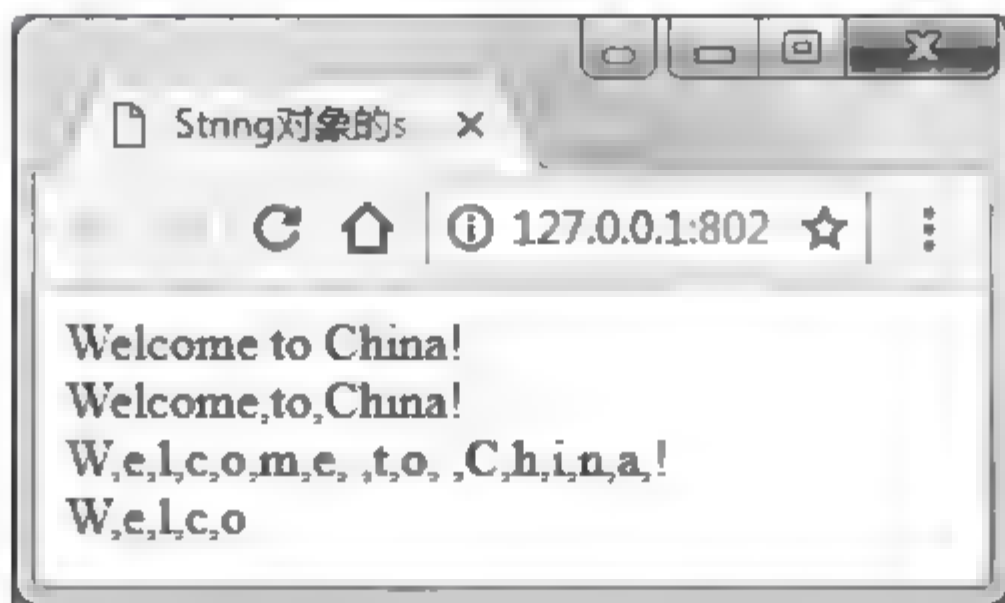 Stnng对象的s
127.0.0.1:802
Welcome to China!
Welcome,to,China!
W,e,l,c,o,m,e, ,t,o, ,C,h,i,n,a,!
W,e,l,c,o